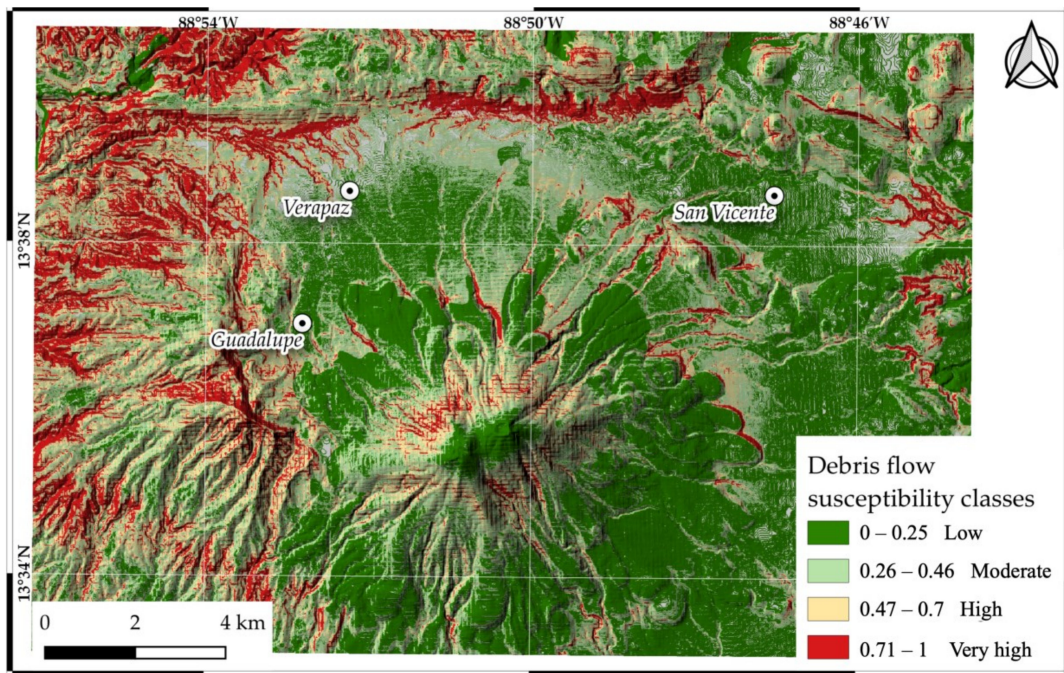 88°54′W 88°50′W 88°46′W
13°38′N
13°34′N
Verapaz
San Vicente
Guadalupe
Debris flow
susceptibility classes
0 – 0.25 Low
0.26 – 0.46 Moderate
0.47 – 0.7 High
0.71 – 1 Very high
0 2 4 km